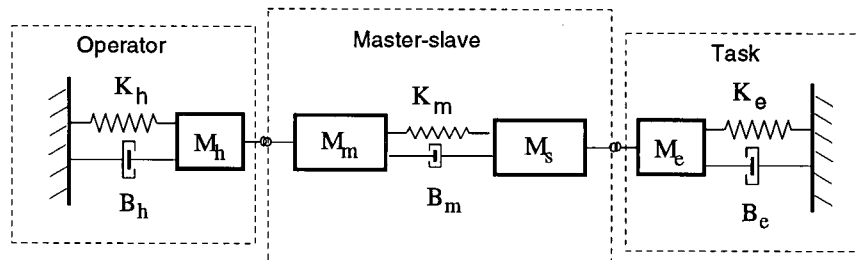 Operator
Master-slave
Task
K_h
K_m
K_e
M_h
M_m
M_s
M_e
B_h
B_m
B_e